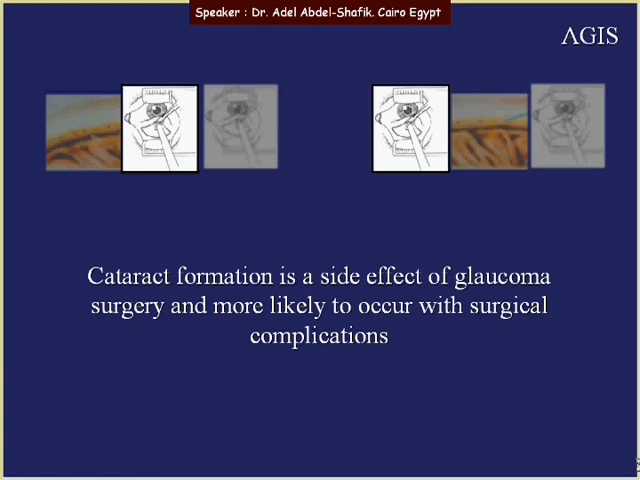 Speaker : Dr. Adel Abdel-Shafik. Cairo Egypt
AGIS
Cataract formation is a side effect of glaucoma
surgery and more likely to occur with surgical
complications